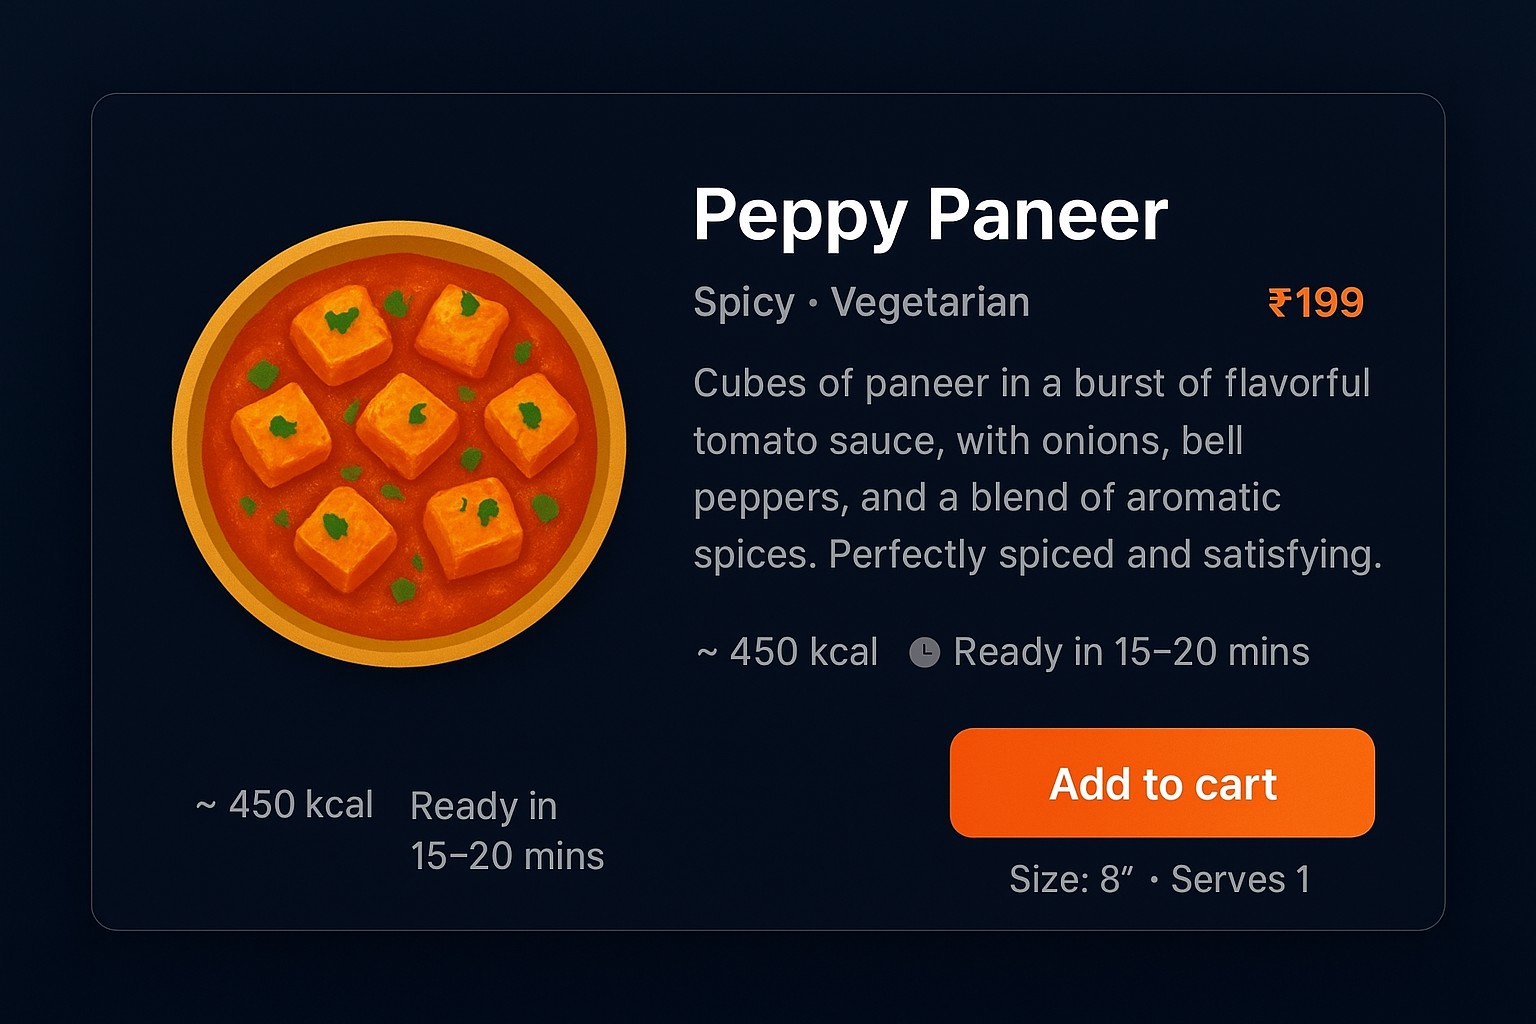 Peppy Paneer
Spicy · Vegetarian
₹199
Cubes of paneer in a burst of flavorful
tomato sauce, with onions, bell
peppers, and a blend of aromatic
spices. Perfectly spiced and satisfying.
~ 450 kcal
Ready in 15–20 mins
Add to cart
Size: 8″ · Serves 1
~ 450 kcal
Ready in
15–20 mins